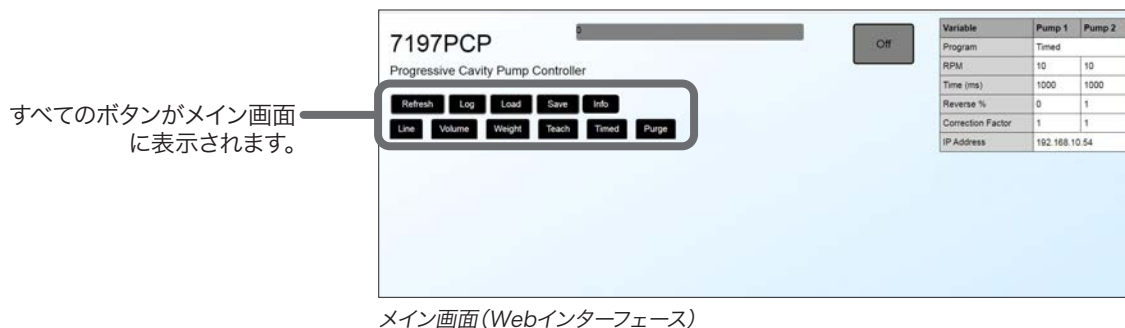 すべてのボタンがメイン画面
に表示されます。
7197PCP
Progressive Cavity Pump Controller
0
Off
Refresh Log Load Save Info
Line Volume Weight Teach Timed Purge
Variable Pump 1 Pump 2
Program Timed
RPM 10 10
Time (ms) 1000 1000
Reverse % 0 1
Correction Factor 1 1
IP Address 192.168.10.54
メイン画面(Webインターフェース)